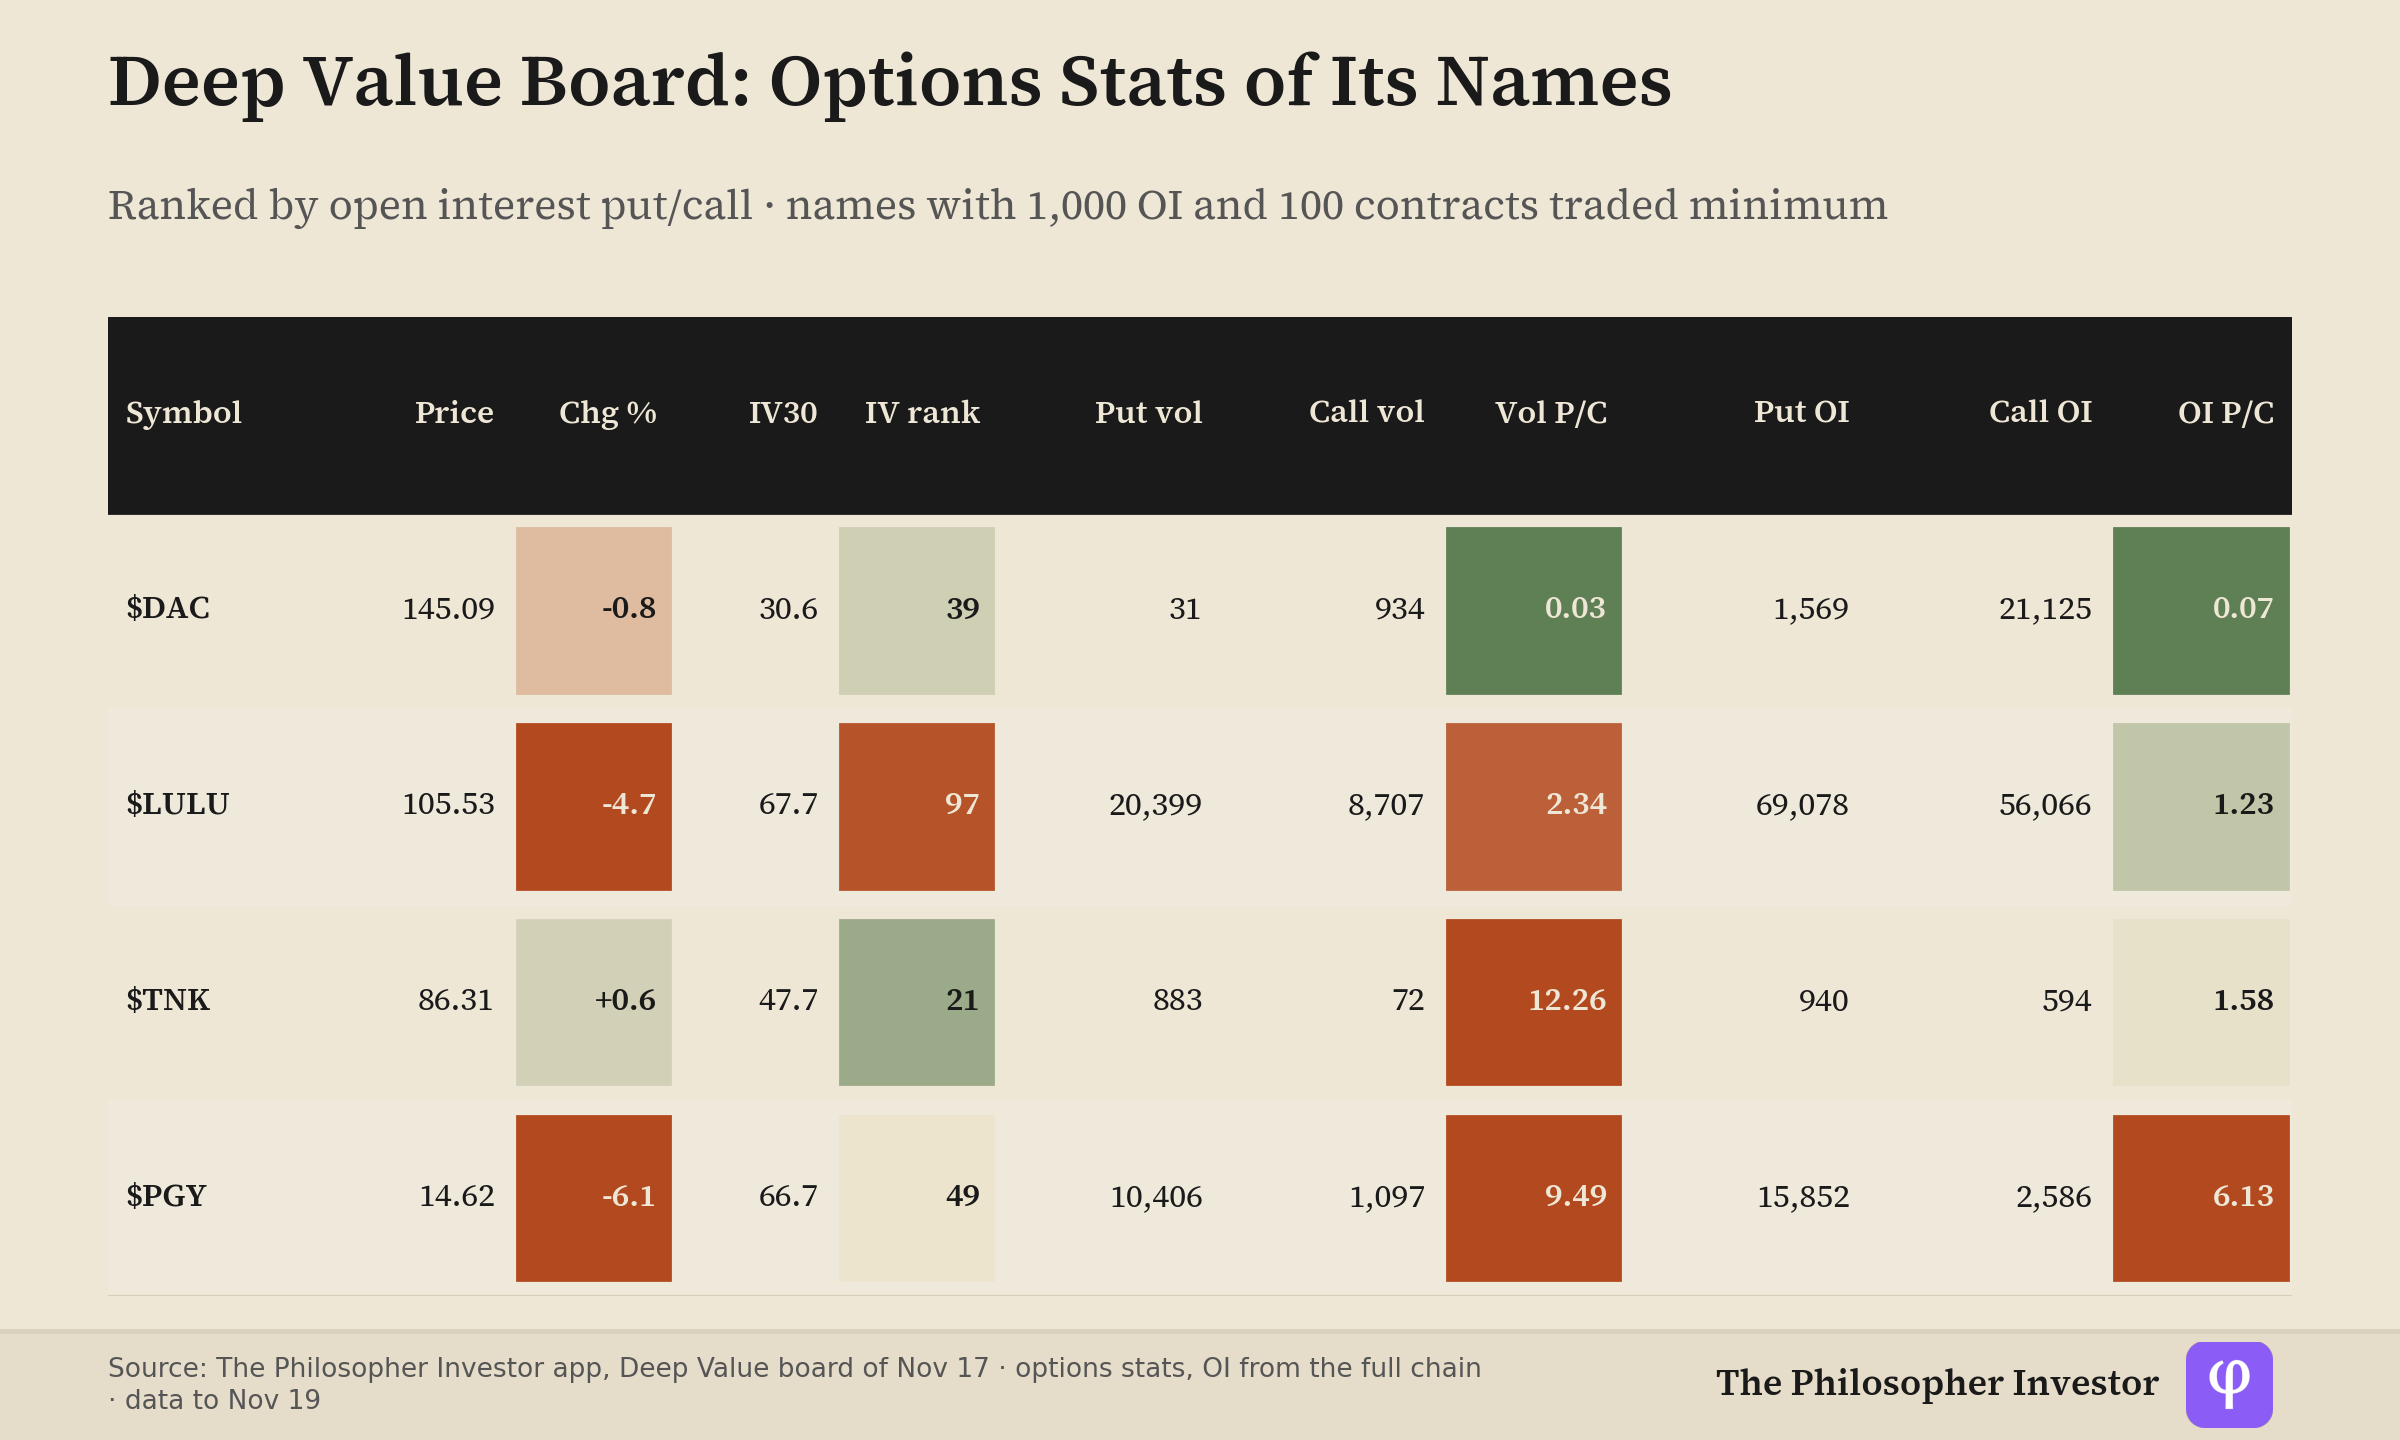 Deep Value Board: Options Stats of Its Names
Ranked by open interest put/call · names with 1,000 OI and 100 contracts traded minimum
Symbol Price Chg % IV30 IV rank Put vol Call vol Vol P/C Put OI Call OI OI P/C
$DAC 145.09 -0.8 30.6 39 31 934 0.03 1,569 21,125 0.07
$LULU 105.53 -4.7 67.7 97 20,399 8,707 2.34 69,078 56,066 1.23
$TNK 86.31 +0.6 47.7 21 883 72 12.26 940 594 1.58
$PGY 14.62 -6.1 66.7 49 10,406 1,097 9.49 15,852 2,586 6.13
Source: The Philosopher Investor app, Deep Value board of Nov 17 · options stats, OI from the full chain
· data to Nov 19
The Philosopher Investor φ